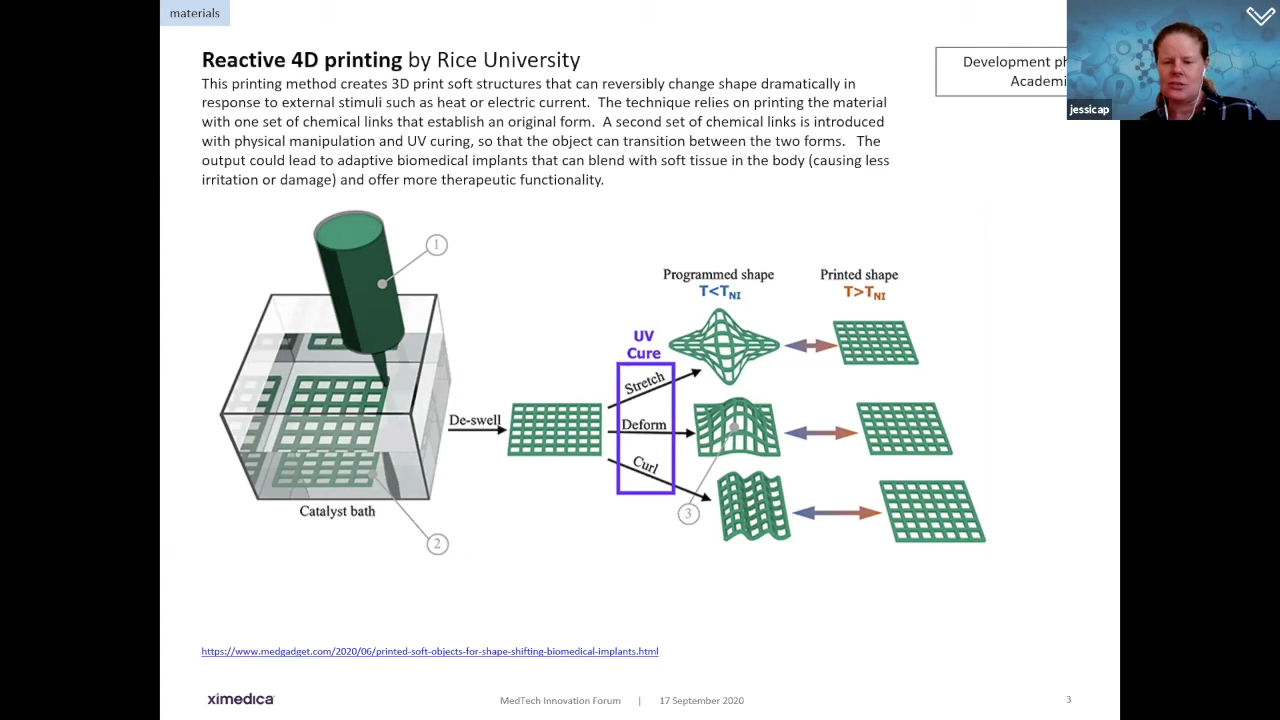 materials
Reactive 4D printing by Rice University
This printing method creates 3D print soft structures that can reversibly change shape dramatically in
response to external stimuli such as heat or electric current. The technique relies on printing the material
with one set of chemical links that establish an original form. A second set of chemical links is introduced
with physical manipulation and UV curing, so that the object can transition between the two forms. The
output could lead to adaptive biomedical implants that can blend with soft tissue in the body (causing less
irritation or damage) and offer more therapeutic functionality.
Development
jessicap
1
Programmed shape
T<TNI
Printed shape
T>TNI
UV
Cure
Stretch
De-swell
Deform
Curl
3
Catalyst bath
2
https://www.medgadget.com/2020/06/printed-soft-objects-for-shape-shifting-biomedical-implants.html
ximedica
MedTech Innovation Forum | 17 September 2020
3